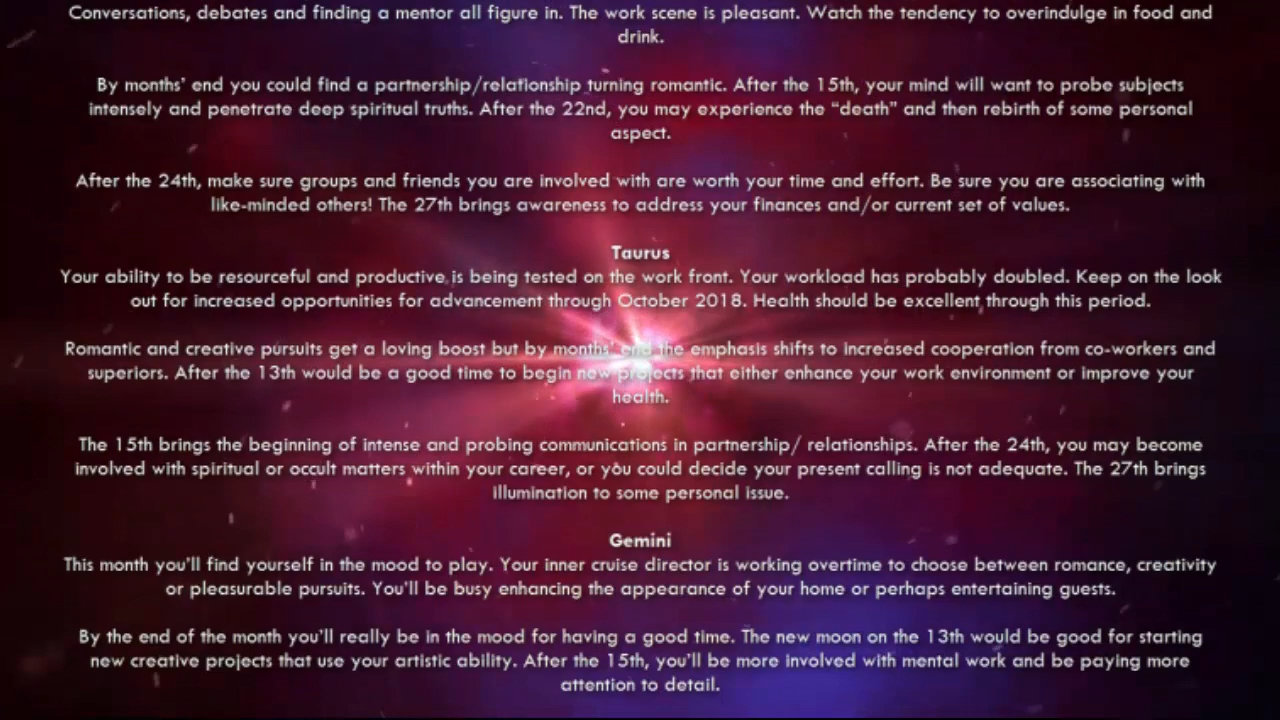 Conversations, debates and finding a mentor all figure in. The work scene is pleasant. Watch the tendency to overindulge in food and
drink.
By months' end you could find a partnership/relationship turning romantic. After the 15th, your mind will want to probe subjects
intensely and penetrate deep spiritual truths. After the 22nd, you may experience the “death” and then rebirth of some personal
aspect.
After the 24th, make sure groups and friends you are involved with are worth your time and effort. Be sure you are associating with
like-minded others! The 27th brings awareness to address your finances and/or current set of values.
Taurus
Your ability to be resourceful and productive is being tested on the work front. Your workload has probably doubled. Keep on the look
out for increased opportunities for advancement through October 2018. Health should be excellent through this period.
Romantic and creative pursuits get a loving boost but by months' end the emphasis shifts to increased cooperation from co-workers and
superiors. After the 13th would be a good time to begin new projects that either enhance your work environment or improve your
health.
The 15th brings the beginning of intense and probing communications in partnership/ relationships. After the 24th, you may become
involved with spiritual or occult matters within your career, or you could decide your present calling is not adequate. The 27th brings
illumination to some personal issue.
Gemini
This month you'll find yourself in the mood to play. Your inner cruise director is working overtime to choose between romance, creativity
or pleasurable pursuits. You'll be busy enhancing the appearance of your home or perhaps entertaining guests.
By the end of the month you'll really be in the mood for having a good time. The new moon on the 13th would be good for starting
new creative projects that use your artistic ability. After the 15th, you'll be more involved with mental work and be paying more
attention to detail.